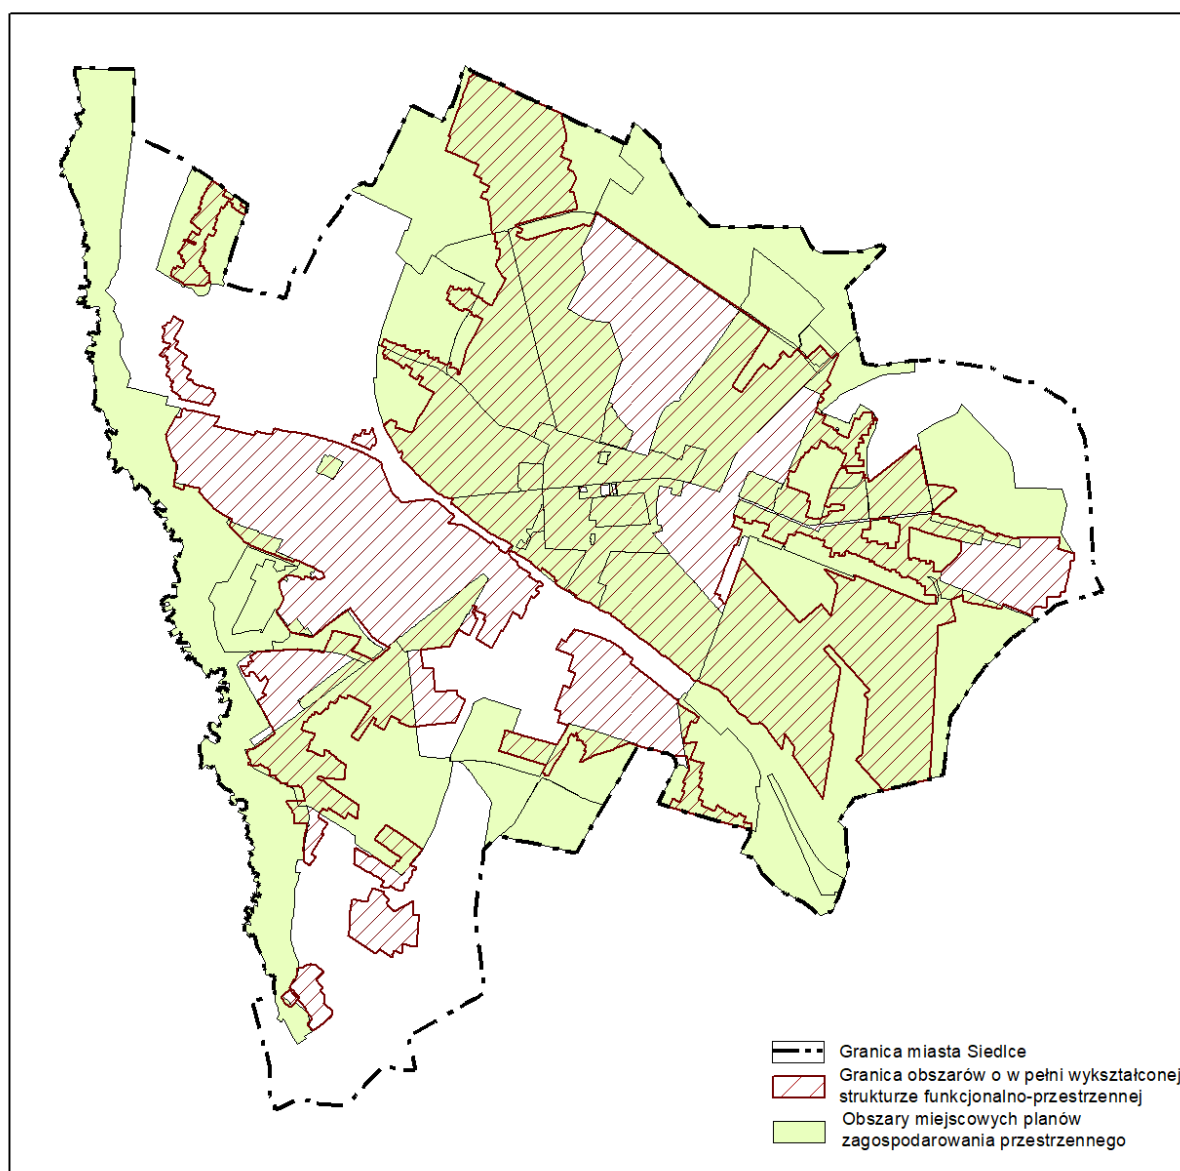 Granica miasta Siedlce
Granica obszarów o w pełni wykształconej
strukturze funkcjonalno-przestrzennej
Obszary miejscowych planów
zagospodarowania przestrzennego